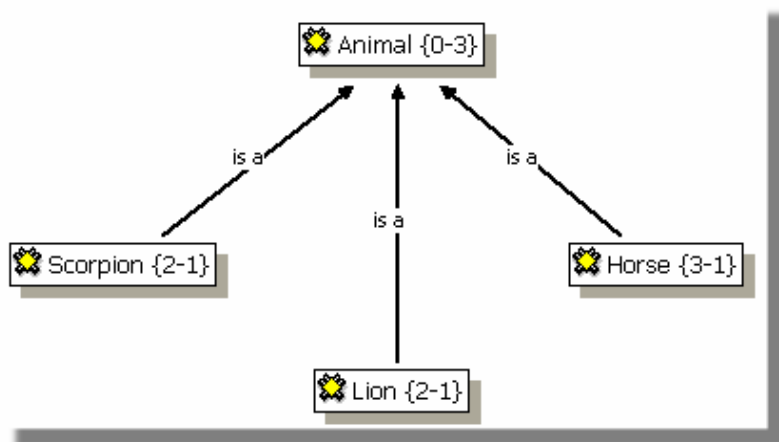 Animal {0-3}
is a
is a
is a
Scorpion {2-1}
Horse {3-1}
Lion {2-1}